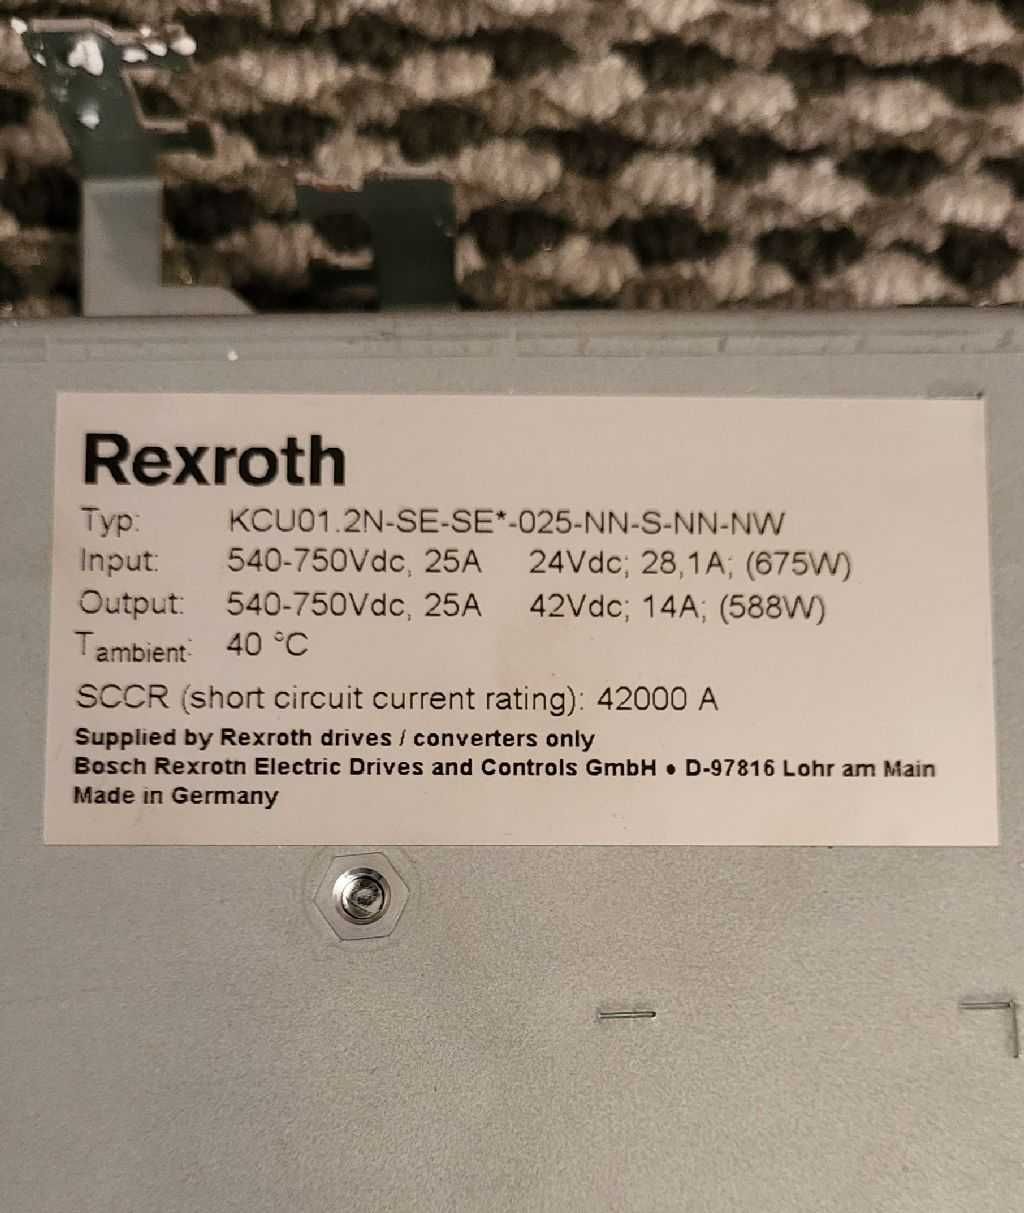 Rexroth
Typ: KCU01.2N-SE-SE*-025-NN-S-NN-NW
Input: 540-750Vdc, 25A 24Vdc; 28,1A; (675W)
Output: 540-750Vdc, 25A 42Vdc; 14A; (588W)
Tambient: 40 °C
SCCR (short circuit current rating): 42000 A
Supplied by Rexroth drives / converters only
Bosch Rexroth Electric Drives and Controls GmbH • D-97816 Lohr am Main
Made in Germany